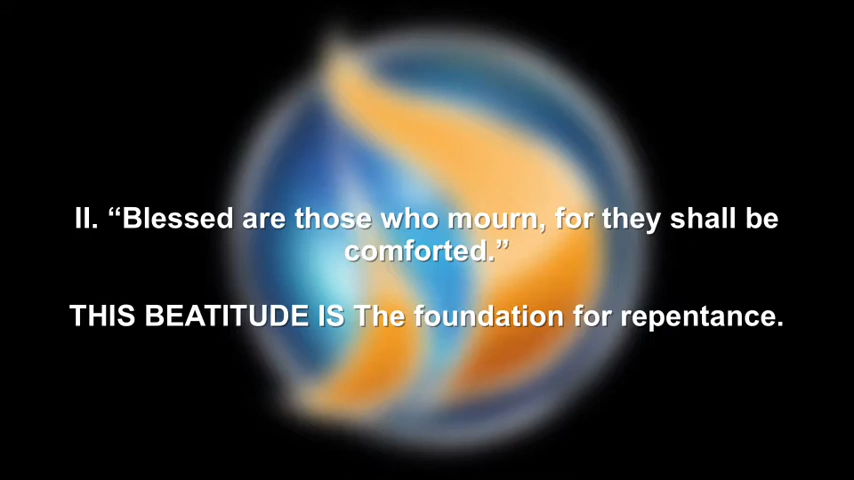 II. “Blessed are those who mourn, for they shall be
comforted.”
THIS BEATITUDE IS The foundation for repentance.